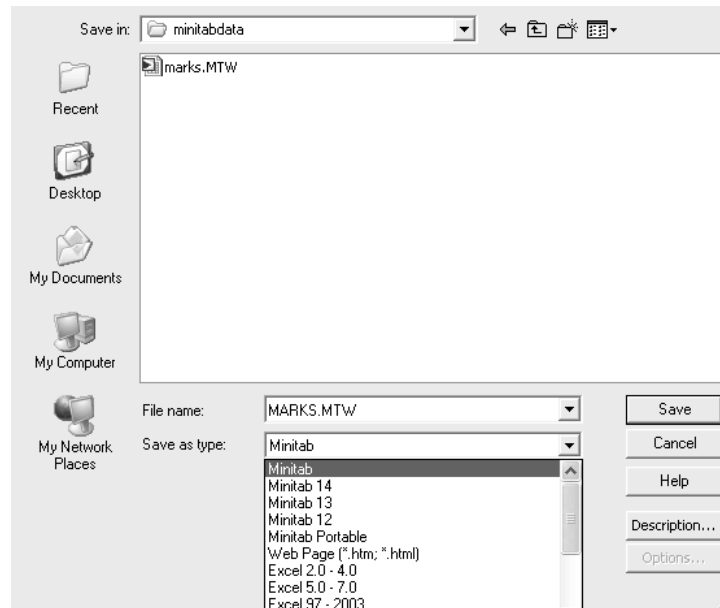 Save in:
minitabdata
marks.MTW
Recent
Desktop
My Documents
My Computer
My Network
Places
File name:
MARKS.MTW
Save
Save as type:
Minitab
Cancel
Minitab
Minitab 14
Minitab 13
Minitab 12
Minitab Portable
Web Page (*.htm; *.html)
Excel 2.0 - 4.0
Excel 5.0 - 7.0
Excel 97 - 2003
Help
Description...
Options...